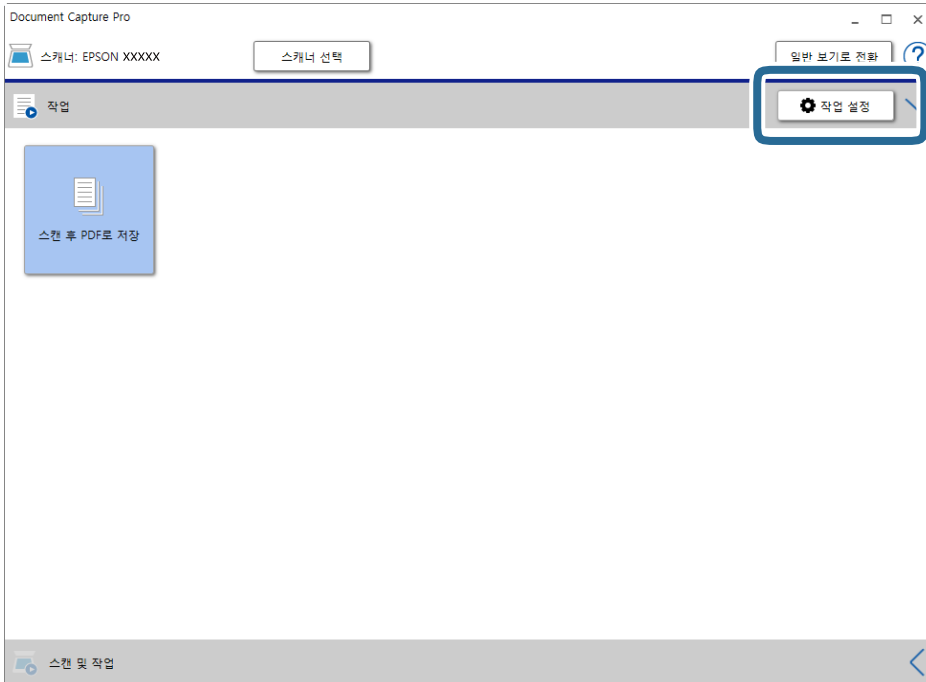 Document Capture Pro
스캐너: EPSON XXXXX
스캐너 선택
일반 보기로 전환
?
작업
작업 설정
스캔 후 PDF로 저장
스캔 및 작업